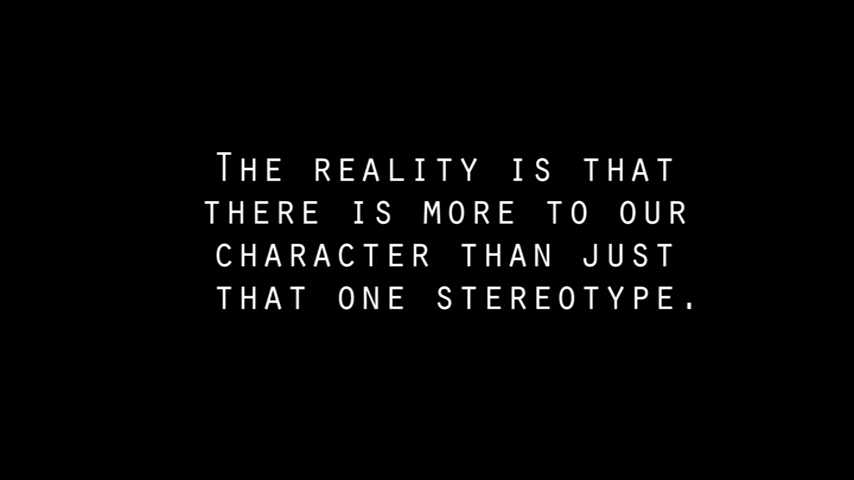 The reality is that
there is more to our
character than just
that one stereotype.